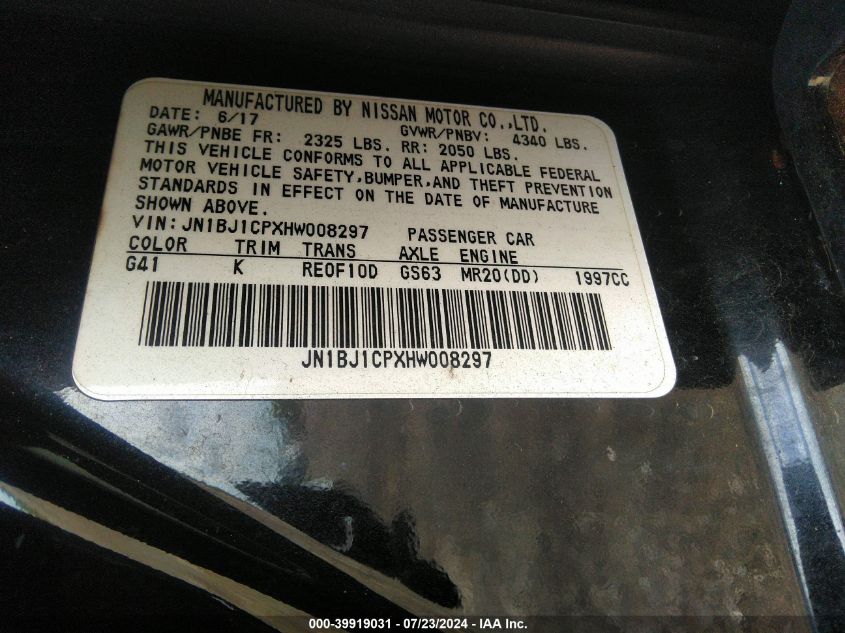 MANUFACTURED BY NISSAN MOTOR CO.,LTD.
DATE: 6/17 GVWR/PNBV: 4340 LBS.
GAWR/PNBE FR: 2325 LBS. RR: 2050 LBS.
THIS VEHICLE CONFORMS TO ALL APPLICABLE FEDERAL
MOTOR VEHICLE SAFETY,BUMPER,AND THEFT PREVENTION
STANDARDS IN EFFECT ON THE DATE OF MANUFACTURE
SHOWN ABOVE.
VIN:JN1BJ1CPXHW008297 PASSENGER CAR
COLOR TRIM TRANS AXLE ENGINE
G41 K RE0F10D GS63 MR20(DD) 1997CC
JN1BJ1CPXHW008297
000-39919031 - 07/23/2024 - IAA Inc.